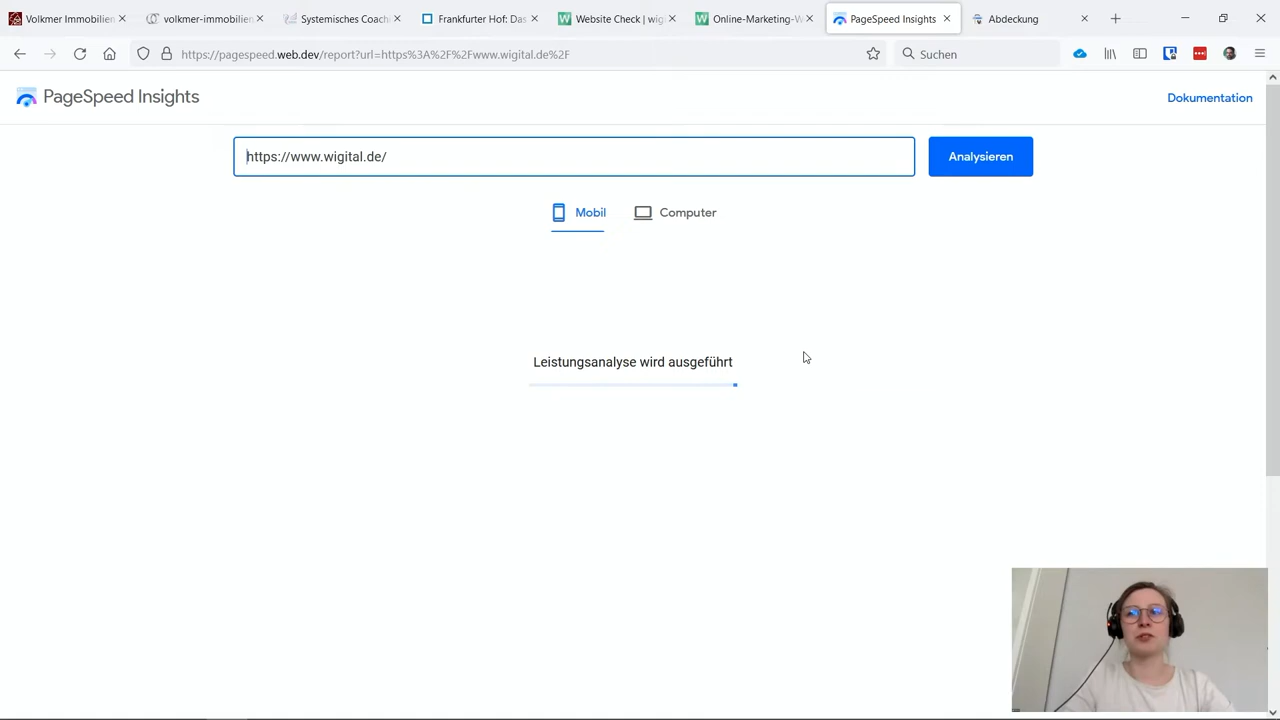 Volkmer Immobilien
volkmer-immobilien
Systemisches Coachi
Frankfurter Hof: Das
Website Check | wig
Online-Marketing-W
PageSpeed Insights
Abdeckung
https://pagespeed.web.dev/report?url=https%3A%2F%2Fwww.wigital.de%2F
Suchen
PageSpeed Insights
Dokumentation
https://www.wigital.de/
Analysieren
Mobil
Computer
Leistungsanalyse wird ausgeführt